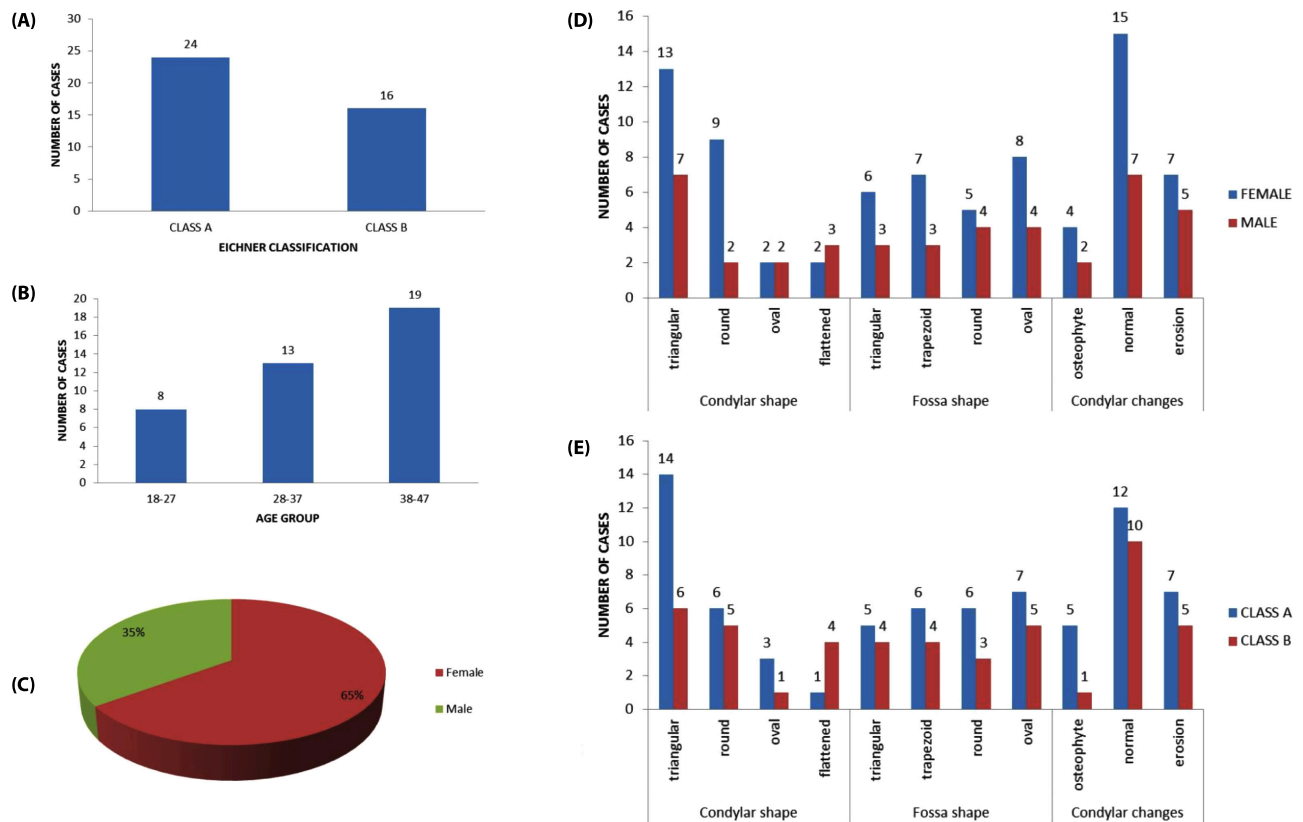 (A)
NUMBER OF CASES
30
25
20
15
10
5
0
24
16
CLASS A
CLASS B
EICHNER CLASSIFICATION
(B)
NUMBER OF CASES
20
18
16
14
12
10
8
6
4
2
0
8
13
19
18-27
28-37
38-47
AGE GROUP
(C)
35%
65%
Female
Male
(D)
NUMBER OF CASES
16
14
12
10
8
6
4
2
0
13
7
9
2
2
2
2
3
6
3
7
3
5
4
8
4
4
2
15
7
7
5
triangular
round
oval
flattened
triangular
trapezoid
round
oval
osteophyte
normal
erosion
Condylar shape
Fossa shape
Condylar changes
FEMALE
MALE
(E)
NUMBER OF CASES
16
14
12
10
8
6
4
2
0
14
6
6
5
3
1
1
4
5
4
6
4
6
3
7
5
5
1
12
10
7
5
triangular
round
oval
flattened
triangular
trapezoid
round
oval
osteophyte
normal
erosion
Condylar shape
Fossa shape
Condylar changes
CLASS A
CLASS B